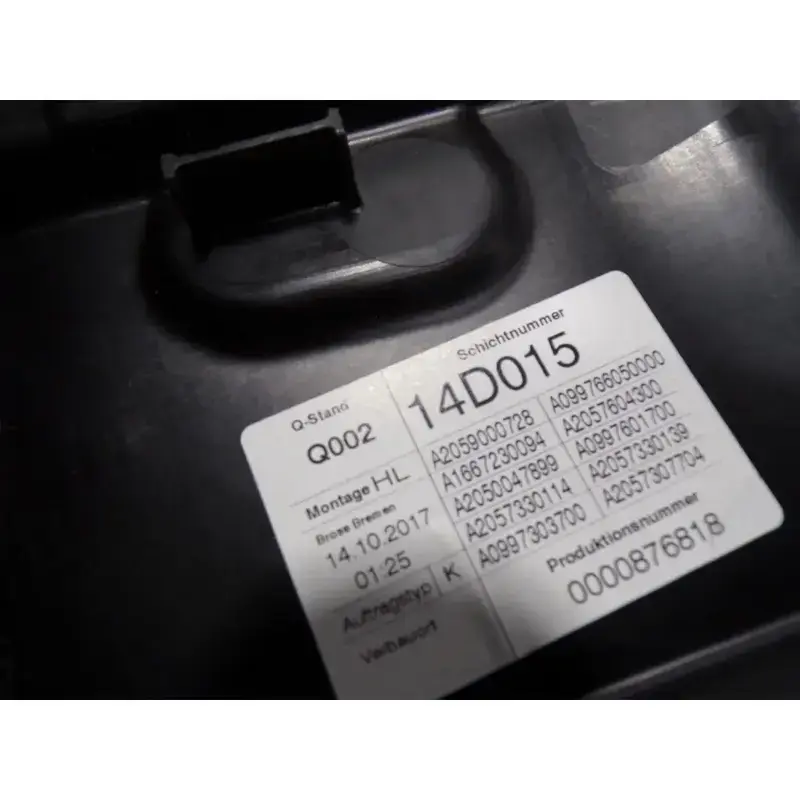 Q-Stand
Q002
Montage HL
Brose Bremen
14.10.2017
01:25
Auftragstyp K
Verbauort
Schichtnummer
14D015
A2059000728 A099766050000
A1667230094 A2057604300
A2050047899 A0997601700
A2057330114 A2057330139
A0997303700 A2057307704
Produktionsnummer
0000876818